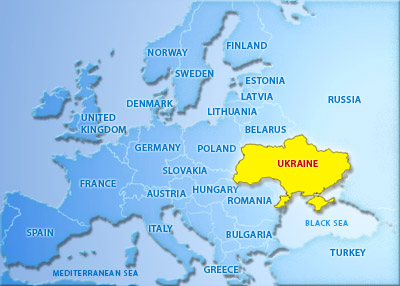 FINLAND
NORWAY
SWEDEN
ESTONIA
LATVIA
RUSSIA
DENMARK
LITHUANIA
UNITED
KINGDOM
BELARUS
GERMANY
POLAND
UKRAINE
SLOVAKIA
FRANCE
AUSTRIA
HUNGARY
ROMANIA
BLACK SEA
ITALY
SPAIN
BULGARIA
TURKEY
GREECE
MEDITERRANEAN SEA